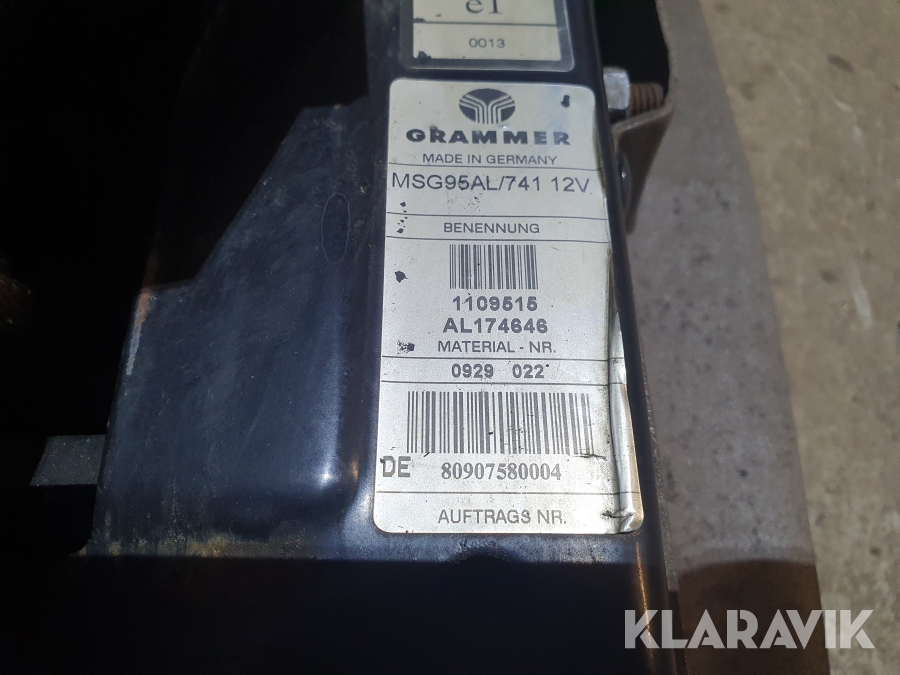 e1
0013
GRAMMER
MADE IN GERMANY
MSG95AL/741 12V
BENENNUNG
1109515
AL174646
MATERIAL - NR.
0929 022
DE 80907580004
AUFTRAGS NR.
KLARAVIK